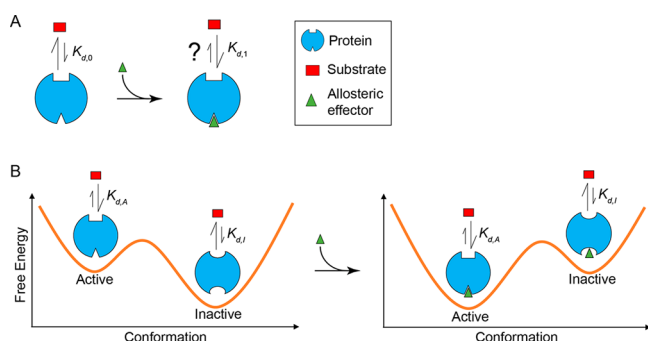 A
K d,0
?
K d,1
Protein
Substrate
Allosteric
effector
B
Free Energy
K d,A
K d,I
Active
Inactive
Conformation
K d,A
K d,I
Active
Inactive
Conformation